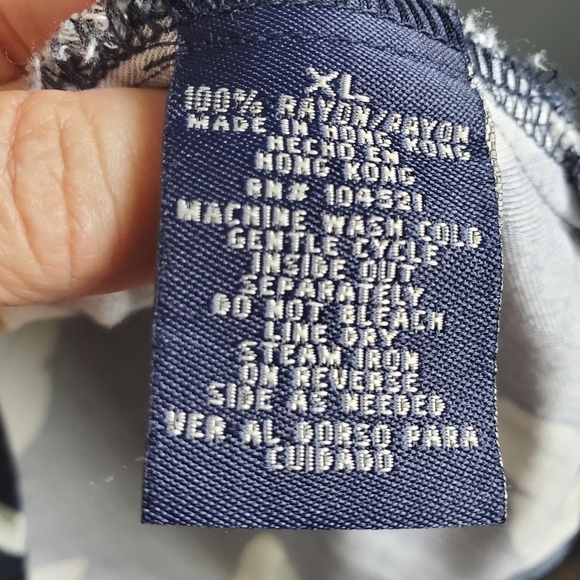 XL
100% RAYON/RAYON
MADE IN HONG KONG
HECHO EN
HONG KONG
RN# 104521
MACHINE WASH COLD
GENTLE CYCLE
INSIDE OUT
SEPARATELY
DO NOT BLEACH
LINE DRY
STEAM IRON
ON REVERSE
SIDE AS NEEDED
VER AL DORSO PARA
CUIDADO